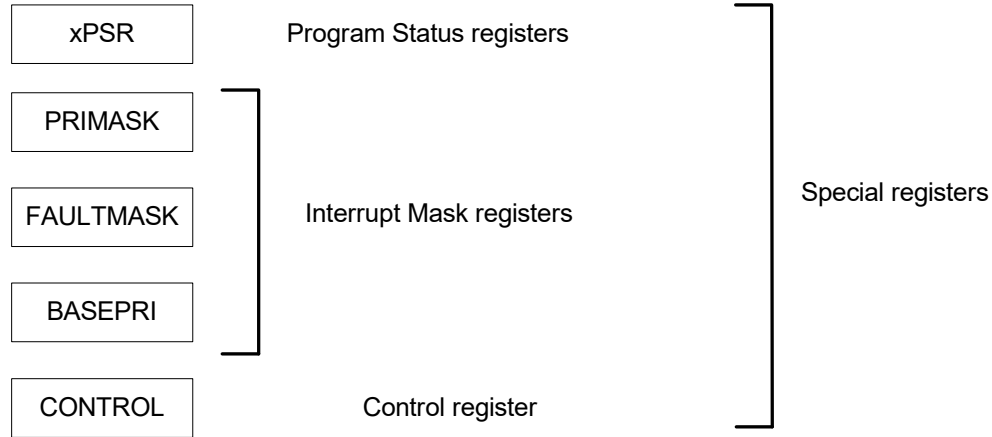 xPSR Program Status registers
PRIMASK
FAULTMASK Interrupt Mask registers
Special registers
BASEPRI
CONTROL Control register